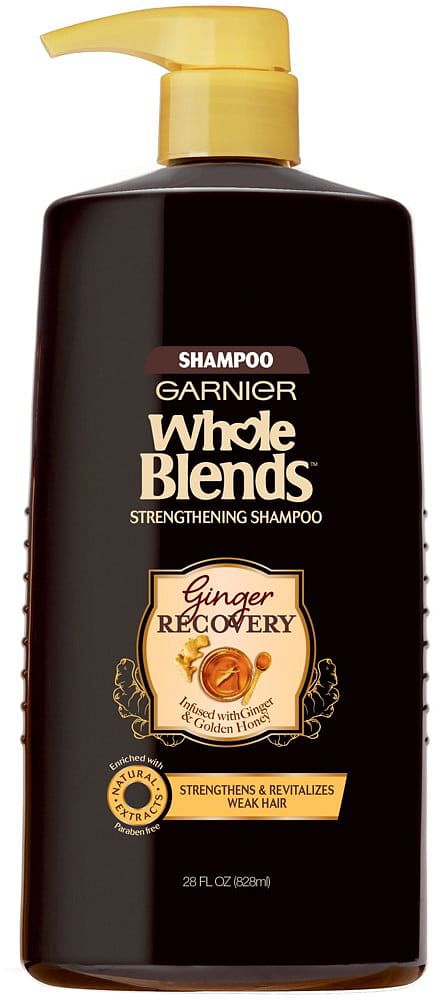 SHAMPOO
GARNIER
Whole
Blends™
STRENGTHENING SHAMPOO
Ginger
RECOVERY
Infused with Ginger
& Golden Honey
Enriched with
NATURAL
EXTRACTS
Paraben free
STRENGTHENS & REVITALIZES
WEAK HAIR
28 FL OZ (828ml)